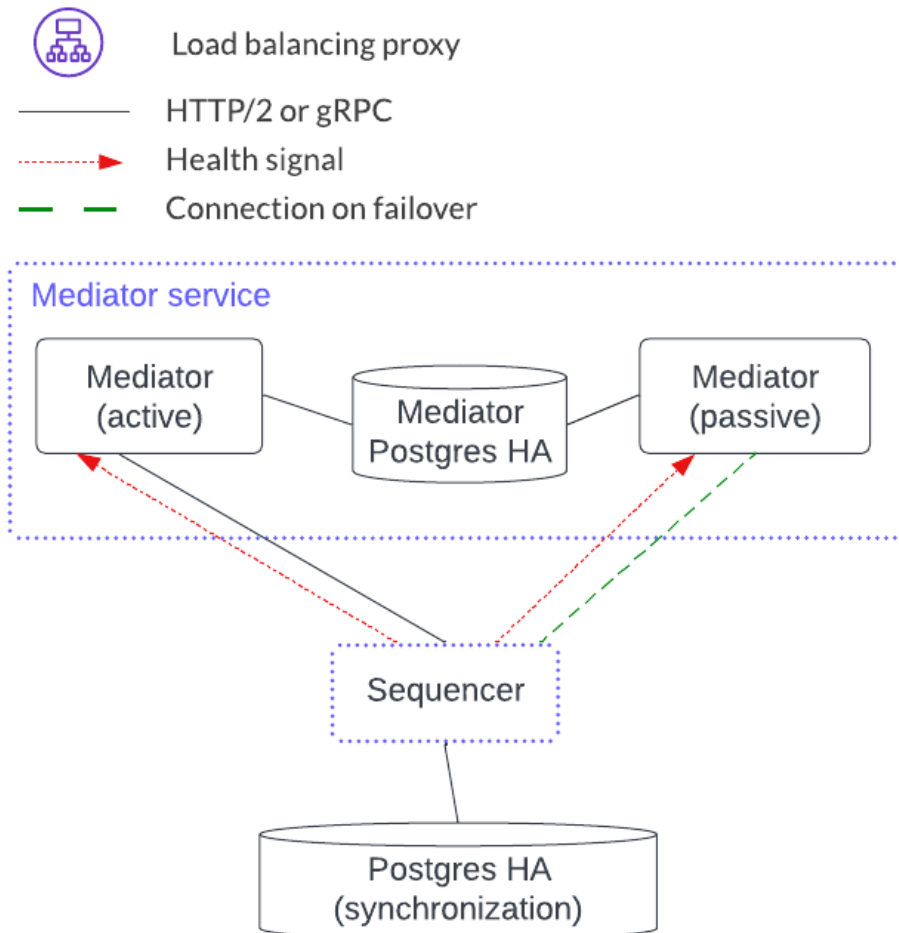 Load balancing proxy
HTTP/2 or gRPC
Health signal
Connection on failover
Mediator service
Mediator
(active)
Mediator
Postgres HA
Mediator
(passive)
Sequencer
Postgres HA
(synchronization)